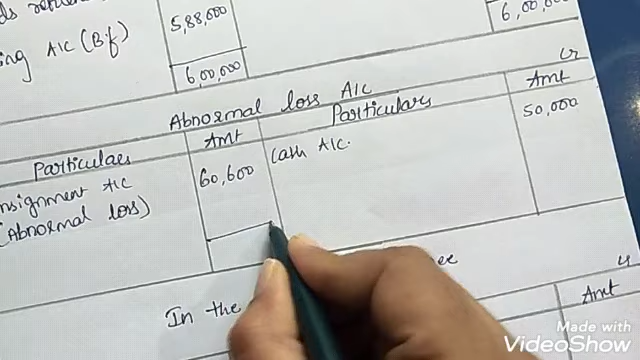 5,88,000
6,00,000
ing A/C (B/f)
6,00,000
Cr
Abnormal loss A/C
Particulars Amt Particulars Amt
nsignment A/C 60,600 Cash A/C. 50,000
(Abnormal loss)
In the
Cr
Amt
Made with
VideoShow